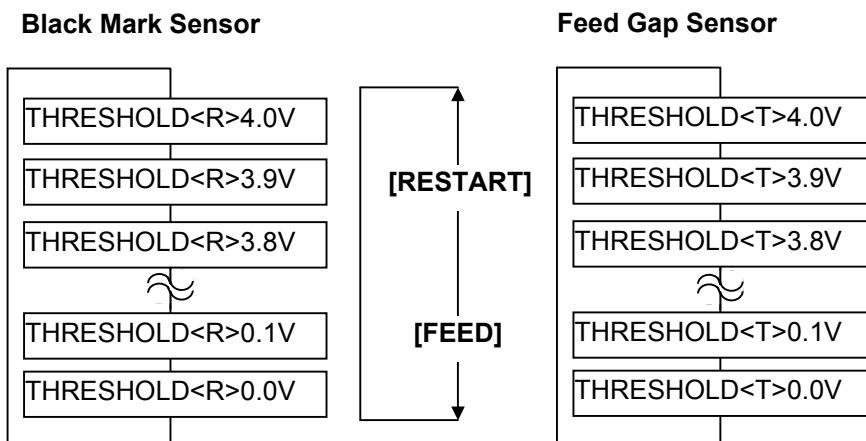 Black Mark Sensor
Feed Gap Sensor
THRESHOLD<R>4.0V
THRESHOLD<R>3.9V
THRESHOLD<R>3.8V
THRESHOLD<R>0.1V
THRESHOLD<R>0.0V
[RESTART]
[FEED]
THRESHOLD<T>4.0V
THRESHOLD<T>3.9V
THRESHOLD<T>3.8V
THRESHOLD<T>0.1V
THRESHOLD<T>0.0V